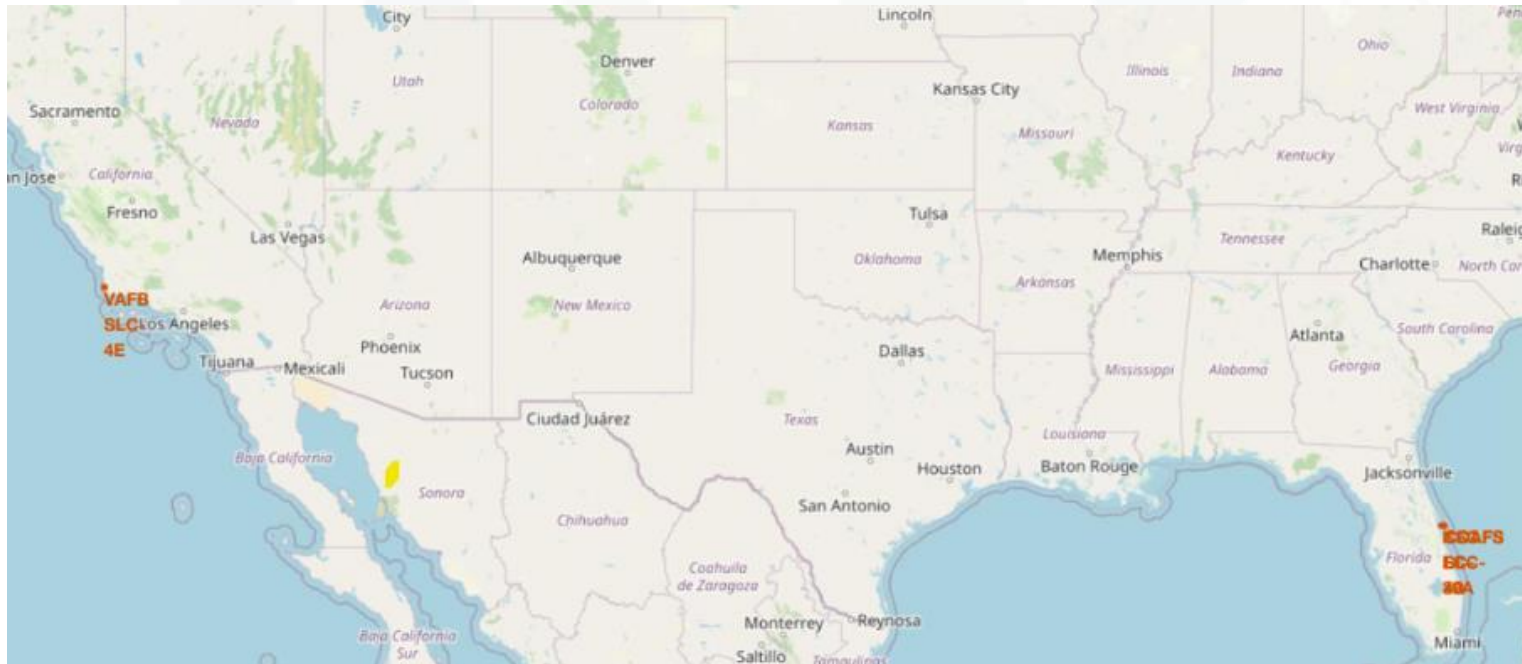 City
Lincoln
Ohio
Denver
Utah
Illinois
Indiana
Colorado
Kansas City
Sacramento
West Virginia
Nevada
Kansas
Missouri
Kentucky
California
Fresno
Tulsa
Las Vegas
Tennessee
Albuquerque
Oklahoma
Memphis
Charlotte
VAFB
SLC-
4E
Los Angeles
Arizona
New Mexico
Arkansas
South Carolina
Phoenix
Dallas
Atlanta
Tijuana
Mexicali
Tucson
Mississippi
Alabama
Georgia
Ciudad Juárez
Texas
Louisiana
Baja California
Austin
Houston
Baton Rouge
Jacksonville
Sonora
San Antonio
Chihuahua
Florida
Coahuila
de Zaragoza
Monterrey
Reynosa
Baja California
Sur
Saltillo
Tamaulipas
Miami